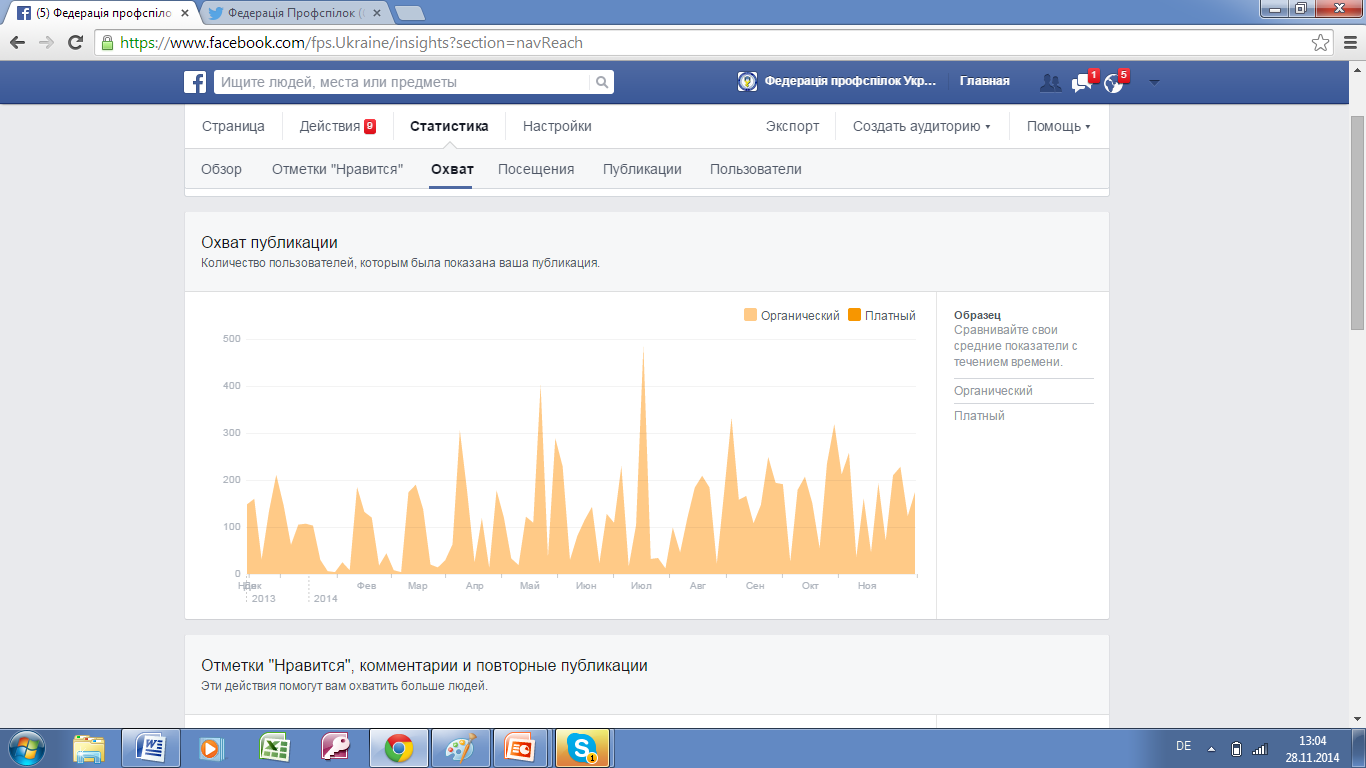 (5) Федерація профспіло
Федерація Профспілок (
https://www.facebook.com/fps.Ukraine/insights?section=navReach
Ищите людей, места или предметы
Федерація профспілок Укр...
Главная
1
5
Страница
Действия 9
Статистика
Настройки
Экспорт
Создать аудиторию
Помощь
Обзор
Отметки "Нравится"
Охват
Посещения
Публикации
Пользователи
Охват публикации
Количество пользователей, которым была показана ваша публикация.
Органический
Платный
500
400
300
200
100
0
Фев
Мар
Апр
Май
Июн
Июл
Авг
Сен
Окт
Ноя
2013
2014
Образец
Сравнивайте свои
средние показатели с
течением времени.
Органический
Платный
Отметки "Нравится", комментарии и повторные публикации
Эти действия помогут вам охватить больше людей.
DE
13:04
28.11.2014